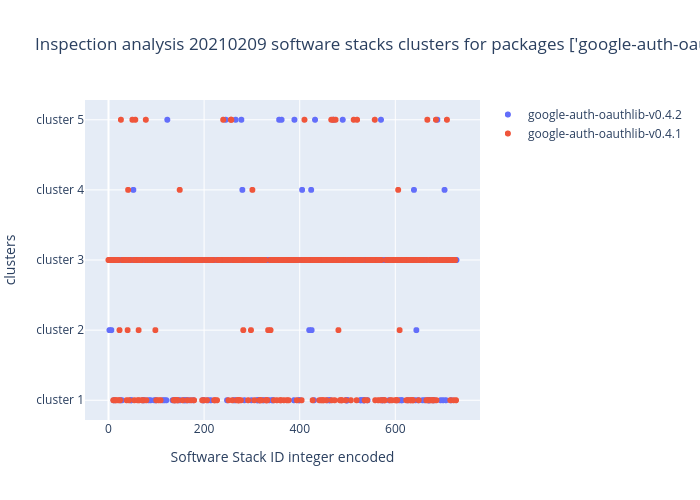 Inspection analysis 20210209 software stacks clusters for packages ['google-auth-oau
google-auth-oauthlib-v0.4.2
google-auth-oauthlib-v0.4.1
cluster 5
cluster 4
cluster 3
cluster 2
cluster 1
clusters
0 200 400 600
Software Stack ID integer encoded